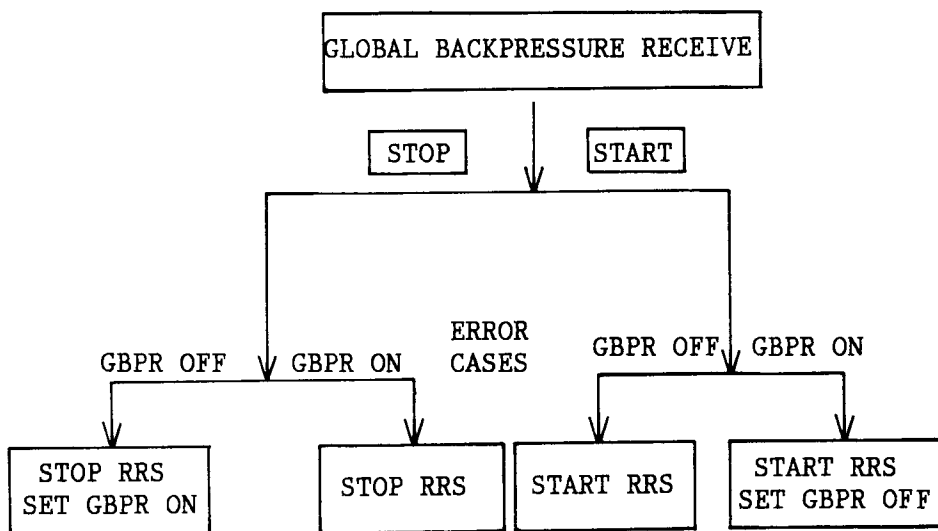 GLOBAL BACKPRESSURE RECEIVE
STOP
START
ERROR
CASES
GBPR OFF
GBPR ON
GBPR OFF
GBPR ON
STOP RRS
SET GBPR ON
STOP RRS
START RRS
START RRS
SET GBPR OFF